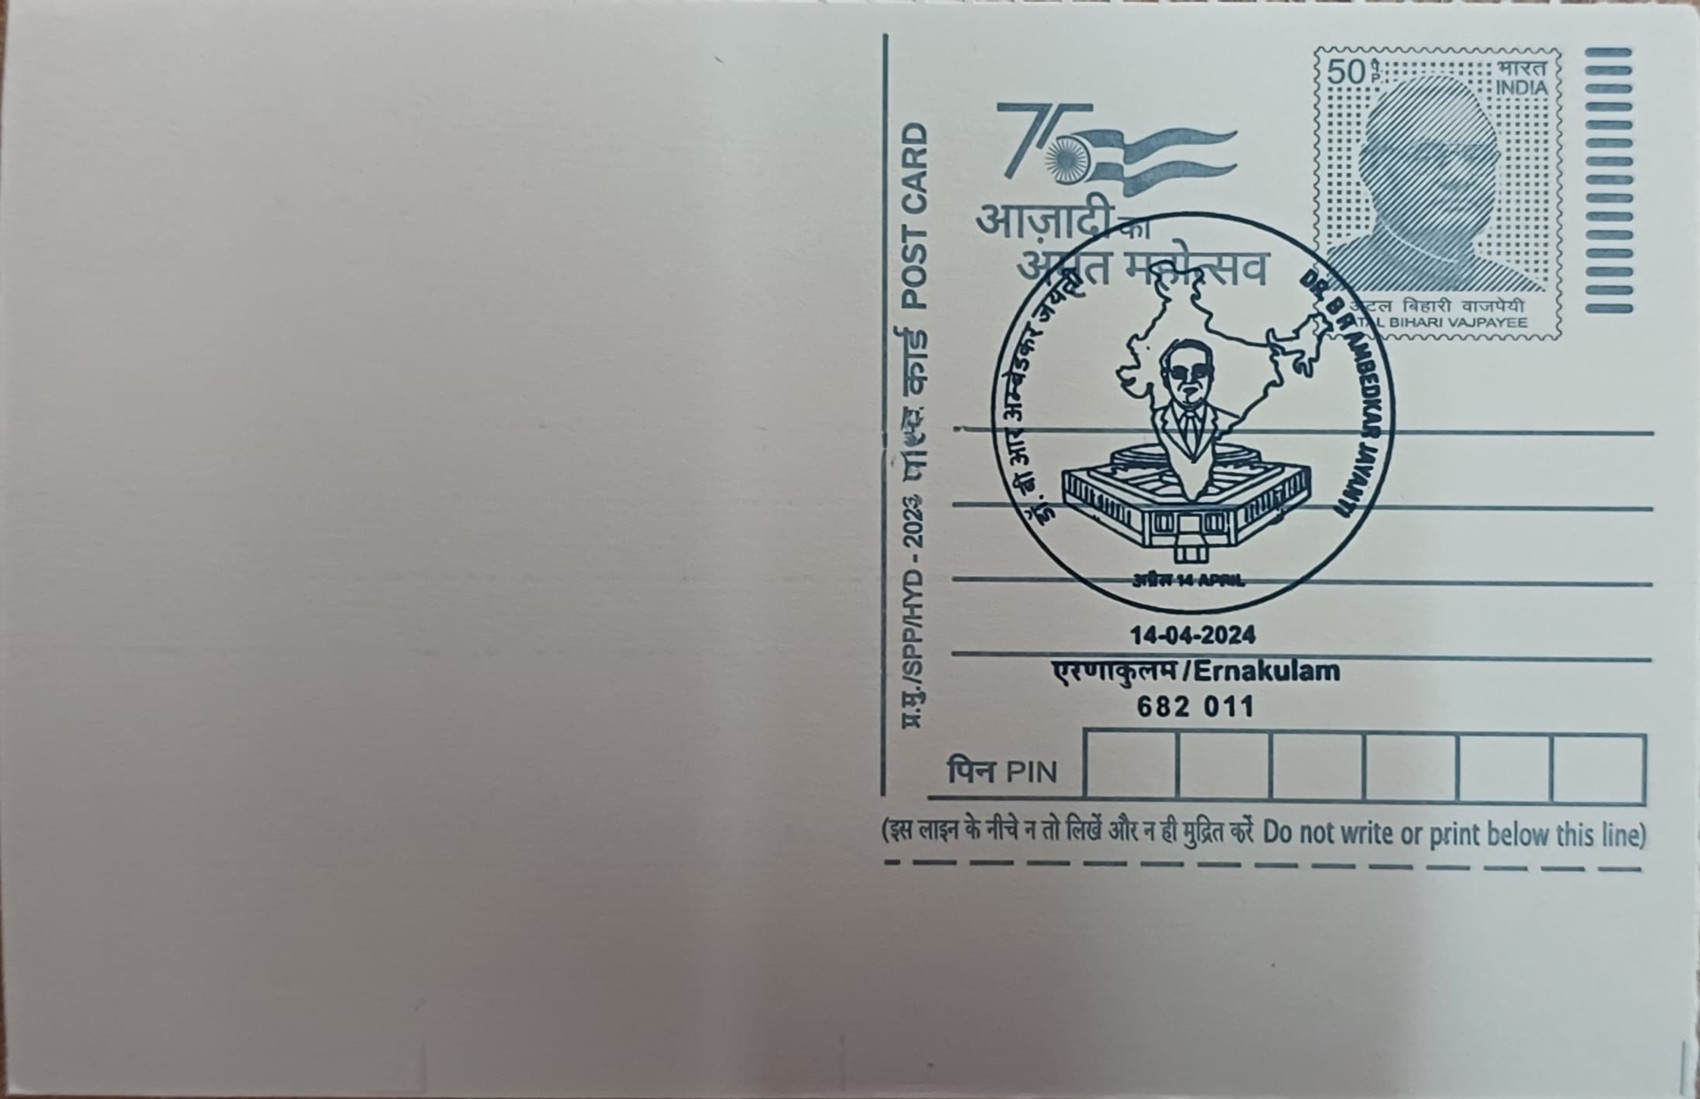 प्र.मु./SPP/HYD - 2023 पोस्ट कार्ड POST CARD
75
आज़ादी का
अमृत महोत्सव
50 पै. P.
भारत
INDIA
अटल बिहारी वाजपेयी
ATAL BIHARI VAJPAYEE
डॉ. बी आर अम्बेडकर जयंती
DR. B R AMBEDKAR JAYANTI
अप्रैल 14 APRIL
14-04-2024
एरणाकुलम /Ernakulam
682 011
पिन PIN
(इस लाइन के नीचे न तो लिखें और न ही मुद्रित करें Do not write or print below this line)